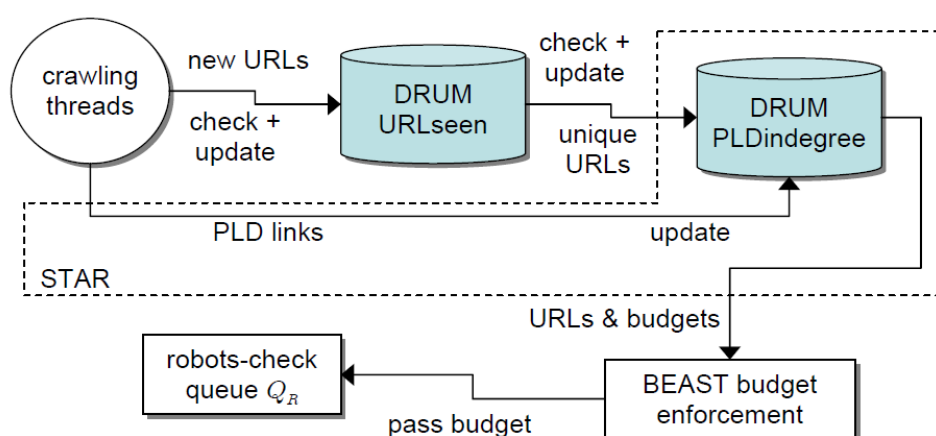 crawling
threads
new URLs
check +
update
DRUM
URLseen
check +
update
unique
URLs
DRUM
PLDindegree
PLD links
update
STAR
URLs & budgets
robots-check
queue Q_R
pass budget
BEAST budget
enforcement